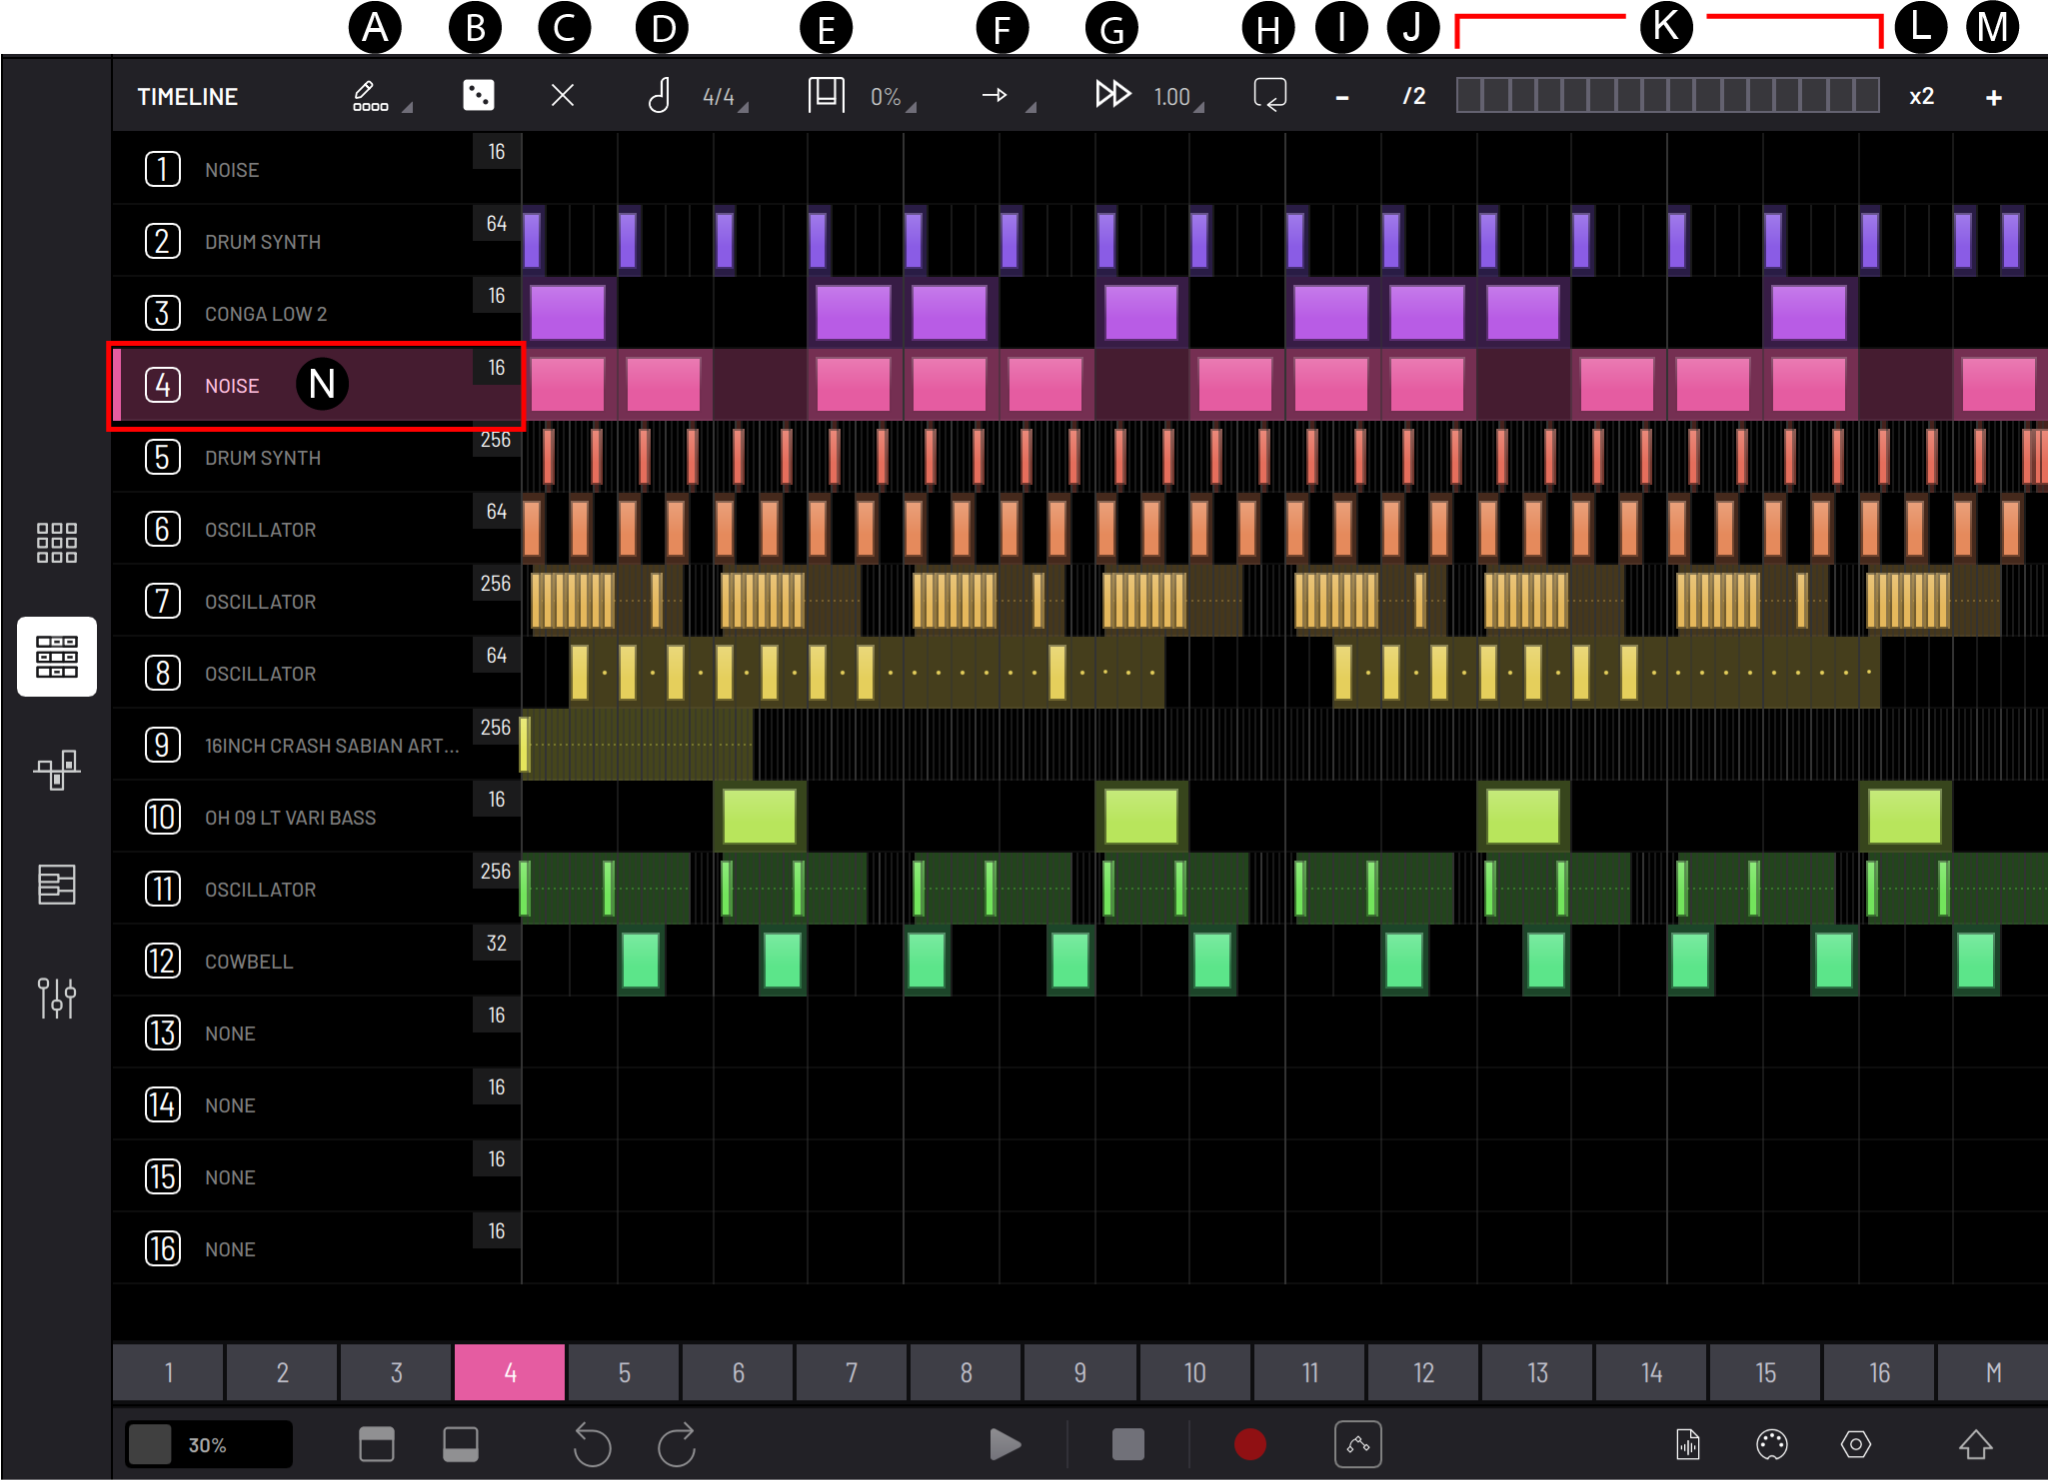 A B C D E F G H I J K L M
TIMELINE 4/4 0% 1.00 - /2 x2 +
1 NOISE 16
2 DRUM SYNTH 64
3 CONGA LOW 2 16
4 NOISE N 16
5 DRUM SYNTH 256
6 OSCILLATOR 64
7 OSCILLATOR 256
8 OSCILLATOR 64
9 16INCH CRASH SABIAN ART... 256
10 OH 09 LT VARI BASS 16
11 OSCILLATOR 256
12 COWBELL 32
13 NONE 16
14 NONE 16
15 NONE 16
16 NONE 16
1 2 3 4 5 6 7 8 9 10 11 12 13 14 15 16 M
30%